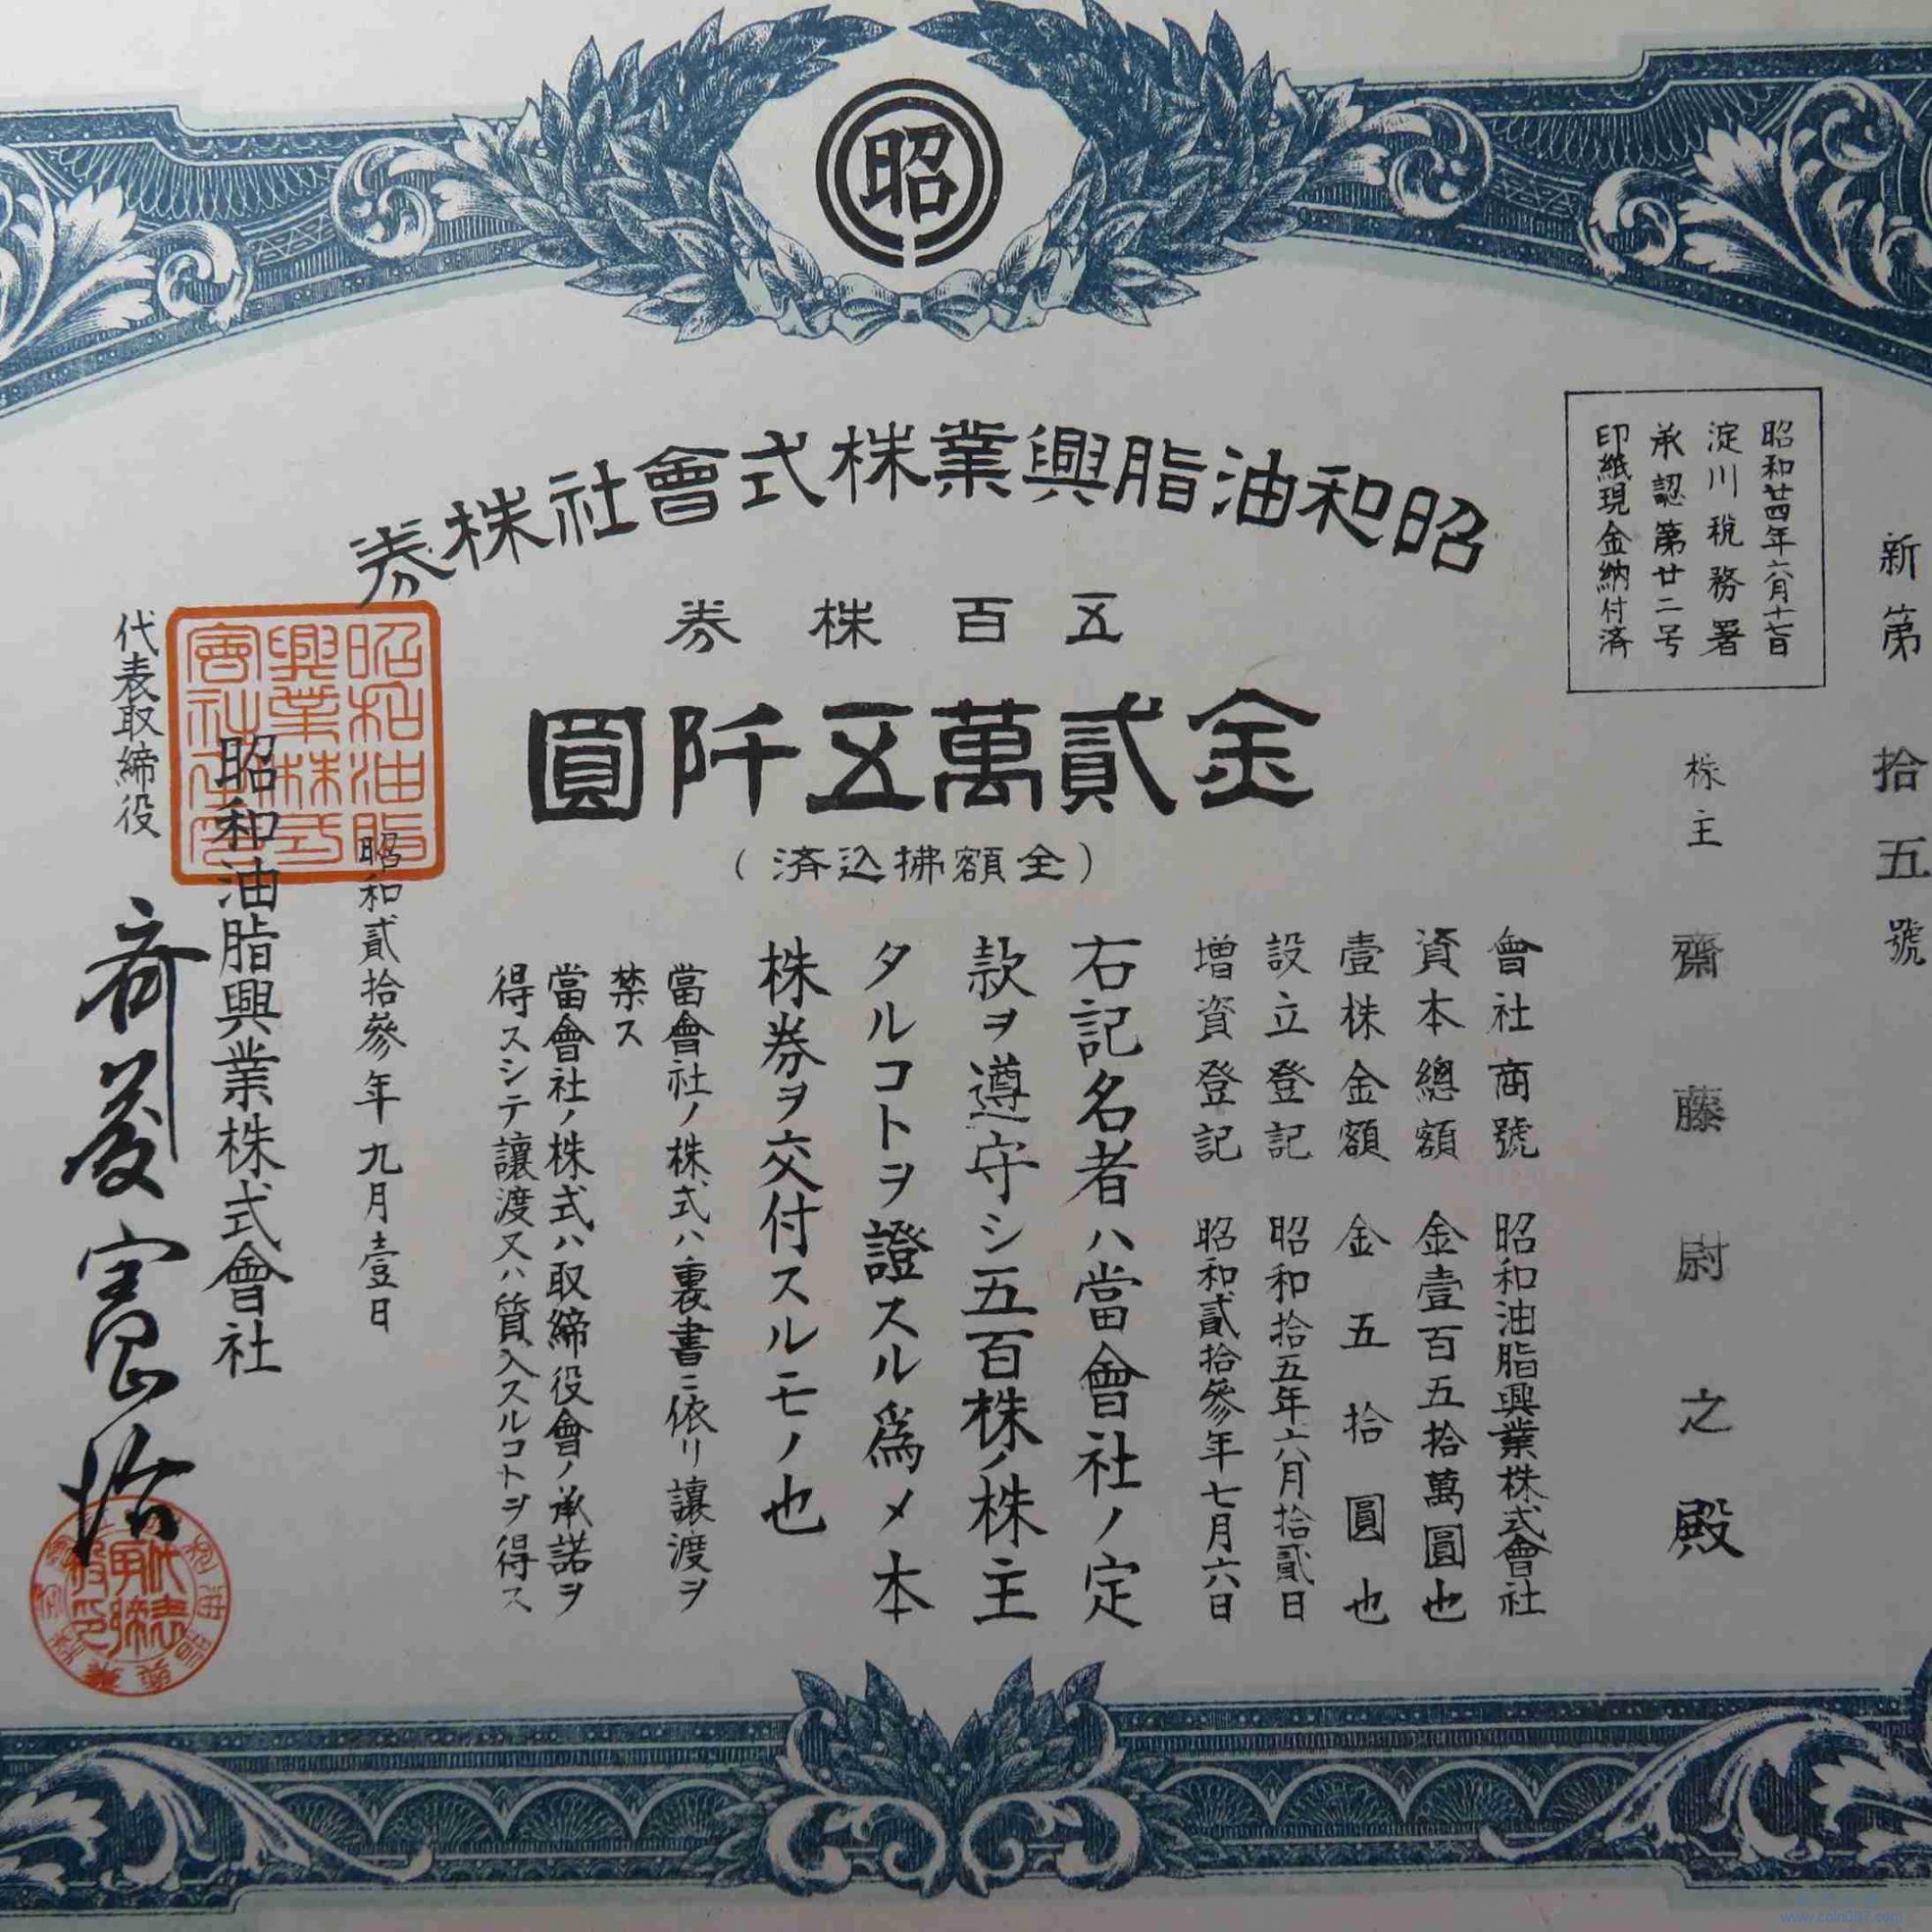 昭
昭和油脂興業株式會社株券
五百株券
金貳萬五阡圓
(全額拂込済)
新第拾五號
昭和廿四年六月十七日
淀川税務署
承認第廿二号
印紙現金納付済
株主 齋藤尉之殿
會社商號 昭和油脂興業株式會社
資本總額 金壹百五拾萬圓也
壹株金額 金五拾圓也
設立登記 昭和拾五年六月拾貳日
増資登記 昭和貳拾參年七月六日
右記名者ハ當會社ノ定
款ヲ遵守シ五百株ノ株主
タルコトヲ證スル爲メ本
株券ヲ交付スルモノ也
當會社ノ株式ハ裏書ニ依リ讓渡ヲ
禁ス
當會社ノ株式ハ取締役會ノ承諾ヲ
得スシテ讓渡又ハ質入スルコトヲ得ス
昭和貳拾參年九月壹日
昭和油脂興業株式會社
代表取締役
昭和油脂
興業株式
會社
代表
取締
役印